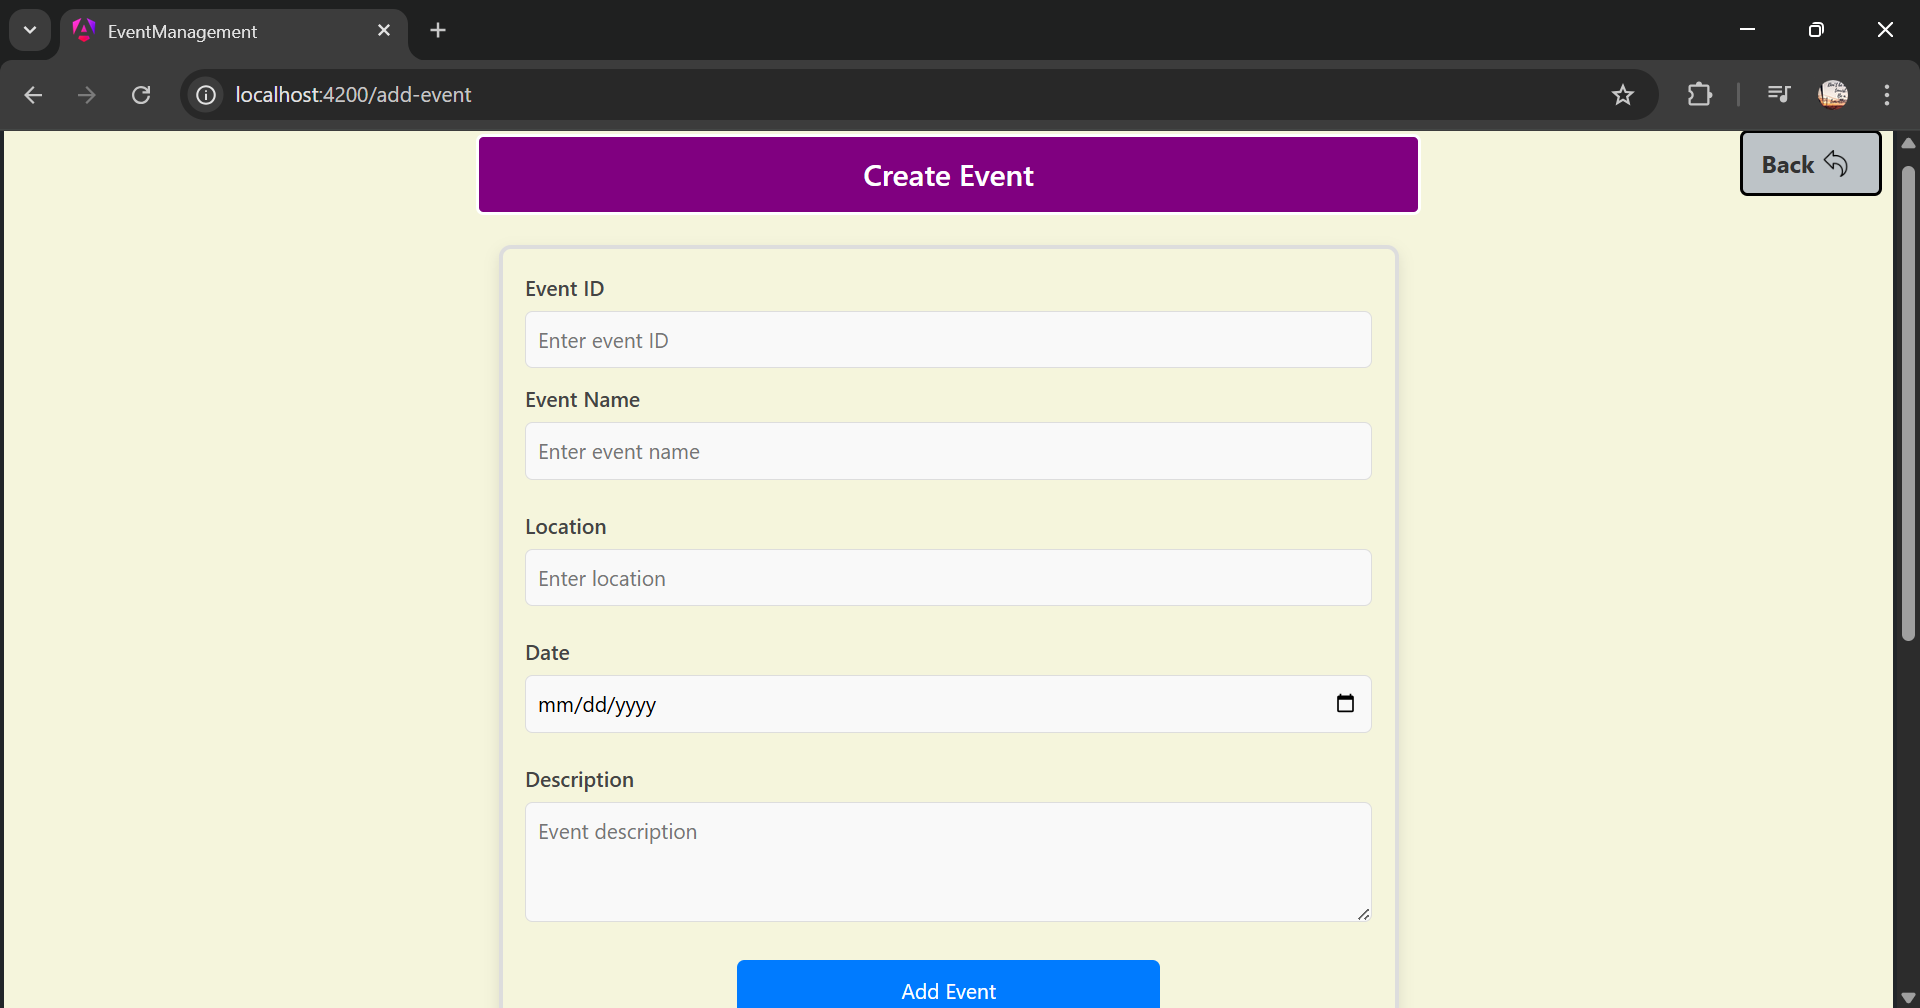 EventManagement
localhost:4200/add-event
Create Event
Back
Event ID
Enter event ID
Event Name
Enter event name
Location
Enter location
Date
mm/dd/yyyy
Description
Event description
Add Event